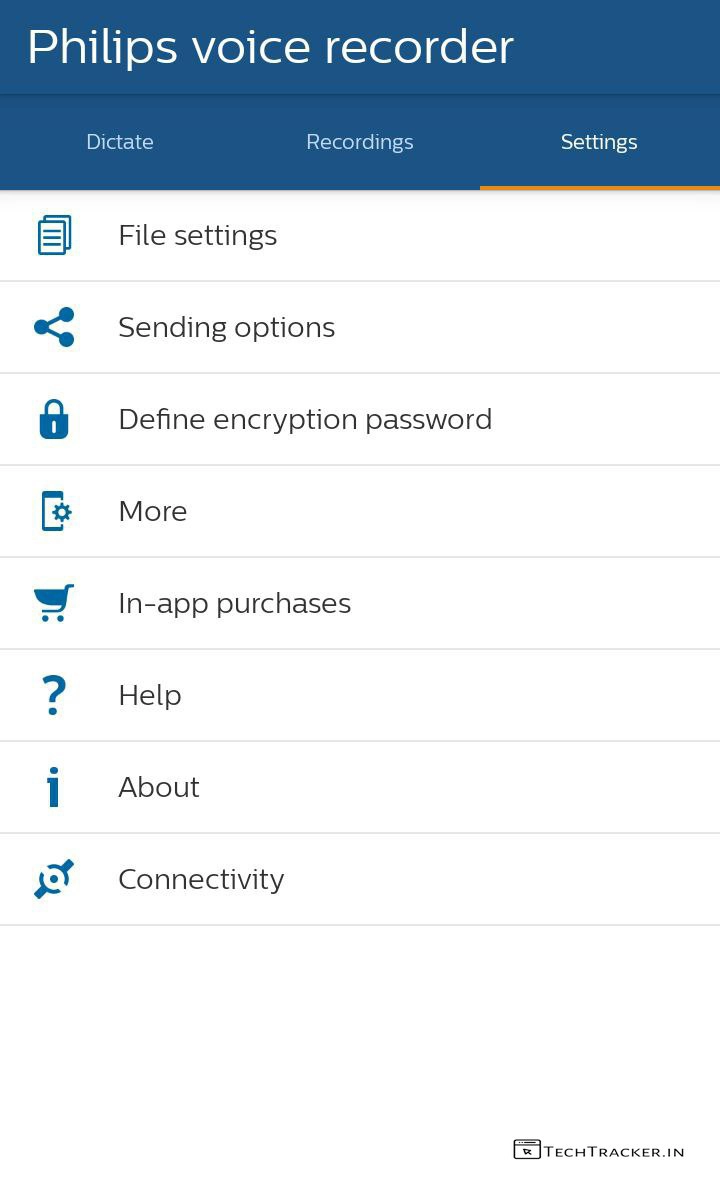 Philips voice recorder
Dictate Recordings Settings
File settings
Sending options
Define encryption password
More
In-app purchases
Help
About
Connectivity
TECHTRACKER.IN